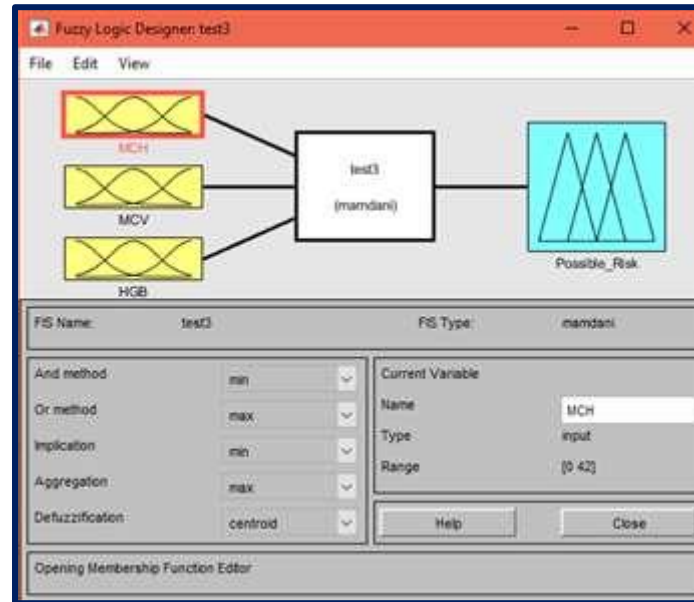 Fuzzy Logic Designer: test3
File Edit View
MCH
MCV
HGB
test3
(mamdani)
Possible_Risk
FIS Name: test3 FIS Type: mamdani
And method min
Or method max
Implication min
Aggregation max
Defuzzification centroid
Current Variable
Name MCH
Type input
Range [0 42]
Help Close
Opening Membership Function Editor